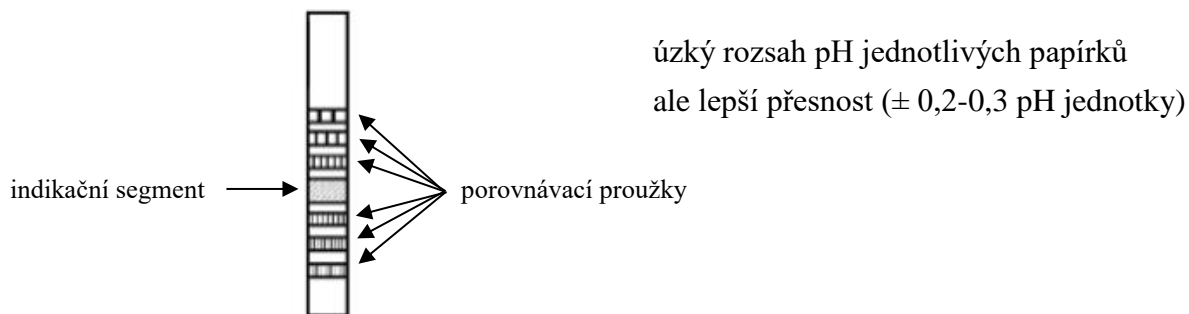 úzký rozsah pH jednotlivých papírků
ale lepší přesnost (± 0,2-0,3 pH jednotky)
indikační segment
porovnávací proužky